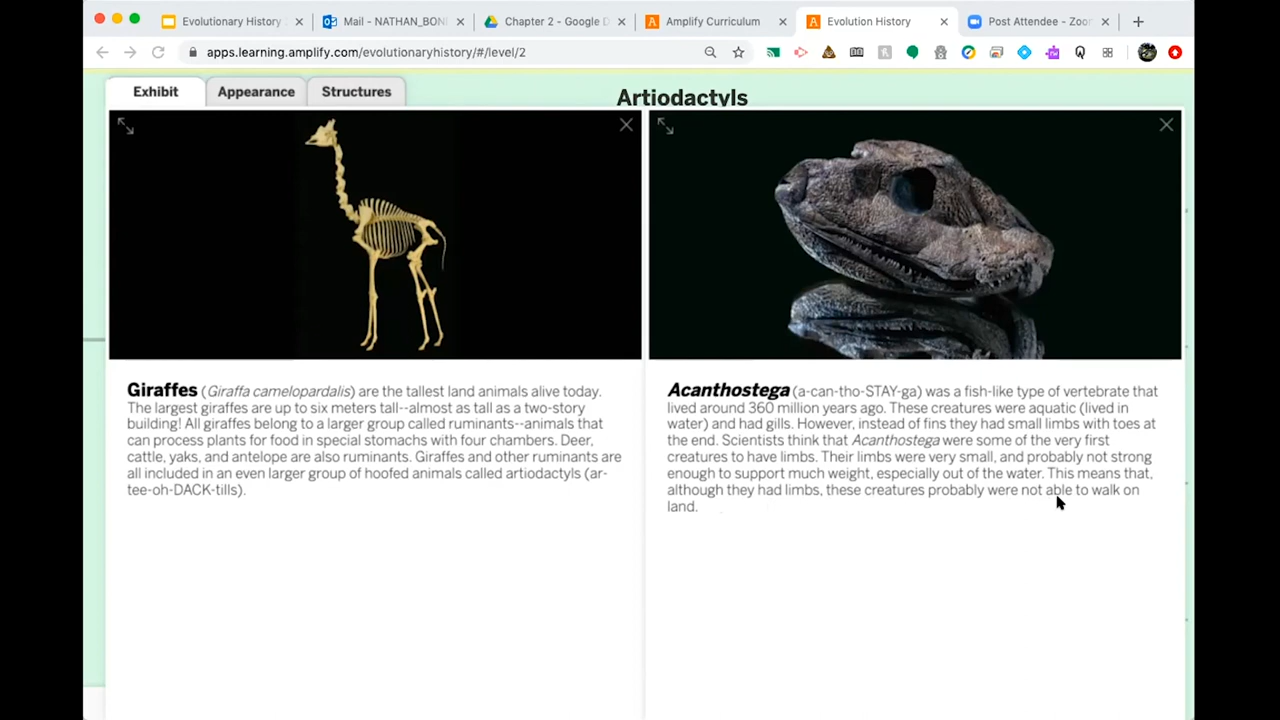 Evolutionary History
Mail - NATHAN_BONI
Chapter 2 - Google D
Amplify Curriculum
Evolution History
Post Attendee - Zoom
apps.learning.amplify.com/evolutionaryhistory/#/level/2
Exhibit
Appearance
Structures
Artiodactyls
Giraffes (Giraffa camelopardalis) are the tallest land animals alive today.
The largest giraffes are up to six meters tall--almost as tall as a two-story
building! All giraffes belong to a larger group called ruminants--animals that
can process plants for food in special stomachs with four chambers. Deer,
cattle, yaks, and antelope are also ruminants. Giraffes and other ruminants are
all included in an even larger group of hoofed animals called artiodactyls (ar-
tee-oh-DACK-tills).
Acanthostega (a-can-tho-STAY-ga) was a fish-like type of vertebrate that
lived around 360 million years ago. These creatures were aquatic (lived in
water) and had gills. However, instead of fins they had small limbs with toes at
the end. Scientists think that Acanthostega were some of the very first
creatures to have limbs. Their limbs were very small, and probably not strong
enough to support much weight, especially out of the water. This means that,
although they had limbs, these creatures probably were not able to walk on
land.